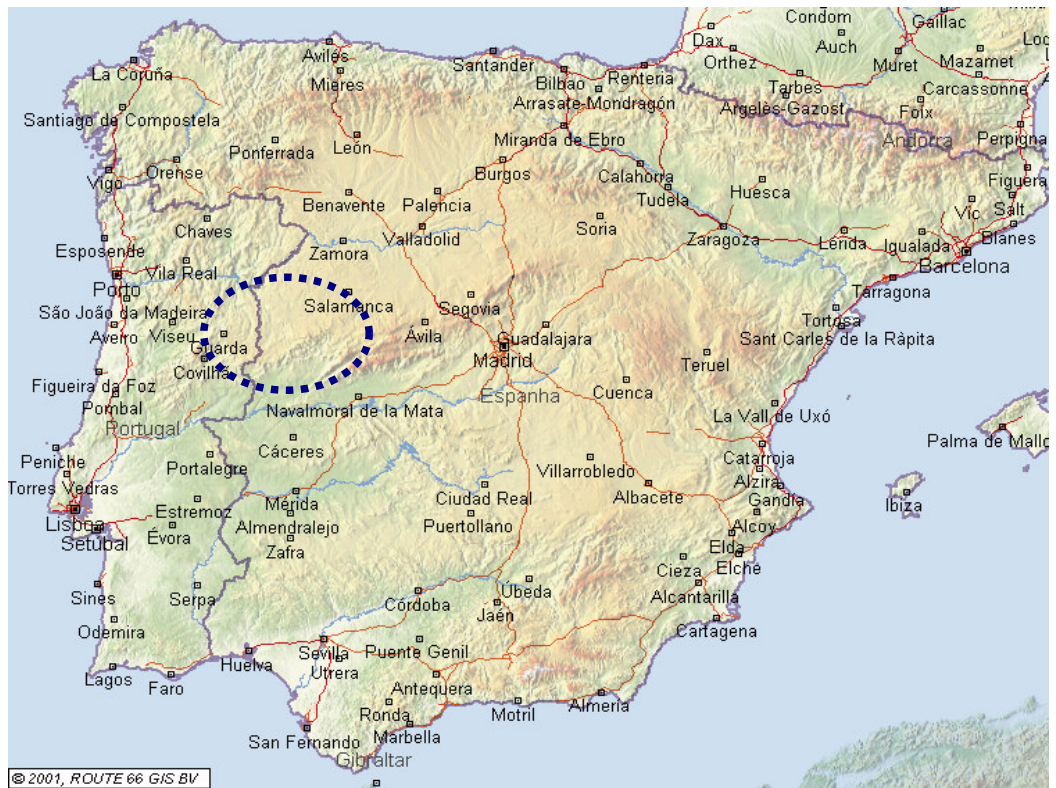 Condom
Gaillac
Dax
Auch
Avilés
Orthez
Muret
Mazamet
La Coruña
Santander
Renteria
Mieres
Bilbao
Tarbes
Carcassonne
Arrasate-Mondragón
Argelès-Gazost
Foix
Santiago de Compostela
Perpigna
Ponferrada
León
Miranda de Ebro
Andorra
Vigo
Orense
Burgos
Calahorra
Huesca
Figuera
Benavente
Palencia
Tudela
Vic
Salt
Chaves
Valladolid
Soria
Zaragoza
Lérida
Igualada
Blanes
Esposende
Zamora
Barcelona
Vila Real
Porto
Salamanca
Segovia
Tarragona
São João da Madeira
Tortosa
Aveiro
Viseu
Guarda
Ávila
Guadalajara
Sant Carles de la Ràpita
Madrid
Teruel
Covilhã
Figueira da Foz
Espanha
Cuenca
Pombal
Navalmoral de la Mata
La Vall de Uxó
Portugal
Palma de Mallo
Cáceres
Catarroja
Peniche
Portalegre
Villarrobledo
Alzira
Torres Vedras
Ciudad Real
Albacete
Gandia
Mérida
Ibiza
Lisboa
Estremoz
Almendralejo
Puertollano
Alcoy
Setúbal
Évora
Zafra
Elda
Elche
Cieza
Sines
Serpa
Úbeda
Alcantarilla
Córdoba
Jaén
Odemira
Cartagena
Sevilla
Puente Genil
Huelva
Utrera
Lagos
Faro
Antequera
Ronda
Motril
Almería
San Fernando
Marbella
Gibraltar
© 2001, ROUTE 66 GIS BV